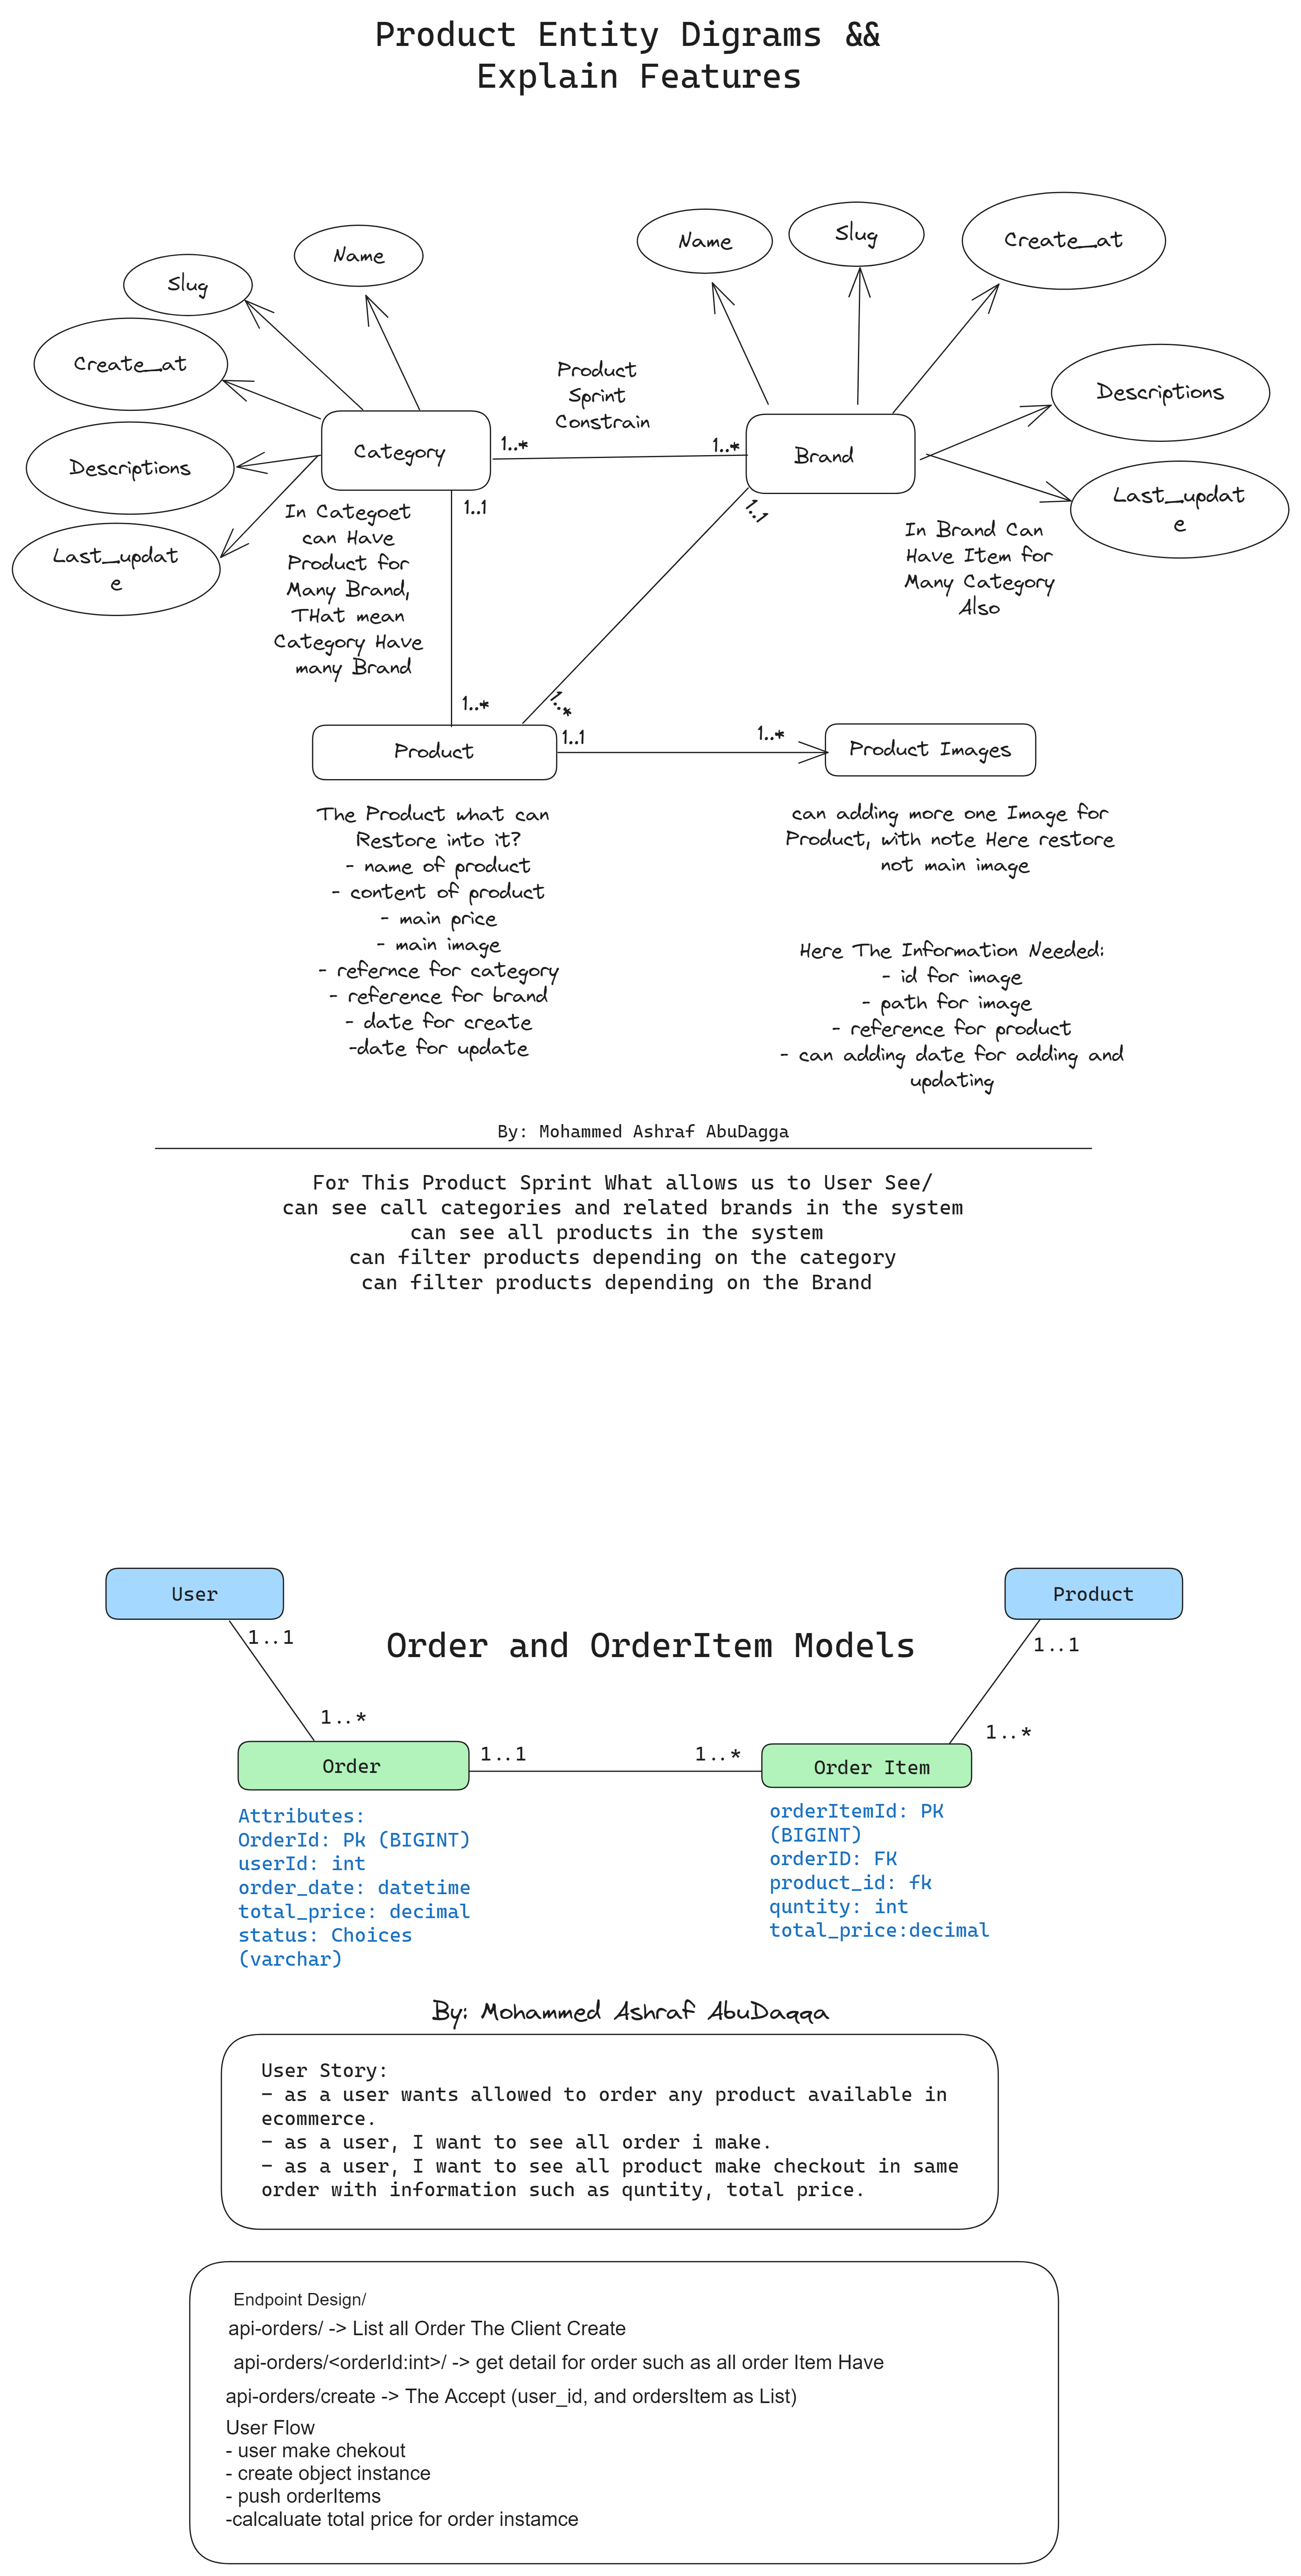 Product Entity Digrams &&
Explain Features
Name
Slug
Create_at
Descriptions
Last_updat
e
Category
Name
Slug
Create_at
Descriptions
Last_updat
e
Brand
Product
Sprint
Constrain
1..*
1..*
1..1
1..1
In Categoet
can Have
Product for
Many Brand,
THat mean
Category Have
many Brand
In Brand Can
Have Item for
Many Category
Also
1..*
1..*
Product
1..1
1..*
Product Images
The Product what can
Restore into it?
- name of product
- content of product
- main price
- main image
- refernce for category
- reference for brand
- date for create
-date for update
can adding more one Image for
Product, with note Here restore
not main image
Here The Information Needed:
- id for image
- path for image
- reference for product
- can adding date for adding and
updating
By: Mohammed Ashraf AbuDagga
For This Product Sprint What allows us to User See/
can see call categories and related brands in the system
can see all products in the system
can filter products depending on the category
can filter products depending on the Brand
User
Product
1..1
Order and OrderItem Models
1..1
1..*
1..*
Order
1..1
1..*
Order Item
Attributes:
OrderId: Pk (BIGINT)
userId: int
order_date: datetime
total_price: decimal
status: Choices
(varchar)
orderItemId: PK
(BIGINT)
orderID: FK
product_id: fk
quntity: int
total_price:decimal
By: Mohammed Ashraf AbuDaqqa
User Story:
- as a user wants allowed to order any product available in
ecommerce.
- as a user, I want to see all order i make.
- as a user, I want to see all product make checkout in same
order with information such as quntity, total price.
Endpoint Design/
api-orders/ -> List all Order The Client Create
api-orders/<orderId:int>/ -> get detail for order such as all order Item Have
api-orders/create -> The Accept (user_id, and ordersItem as List)
User Flow
- user make chekout
- create object instance
- push orderItems
-calcaluate total price for order instamce